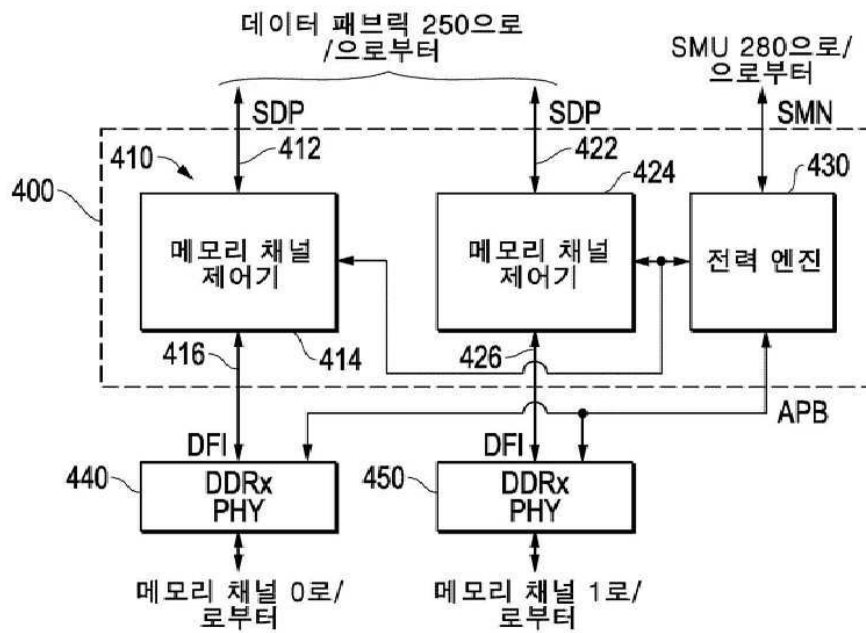 데이터 패브릭 250으로
/으로부터
SMU 280으로/
으로부터
SDP
SDP
SMN
410
412
422
424
430
400
메모리 채널
제어기
메모리 채널
제어기
전력 엔진
416
414
426
APB
DFI
DFI
440
DDRx
PHY
450
DDRx
PHY
메모리 채널 0로/
로부터
메모리 채널 1로/
로부터